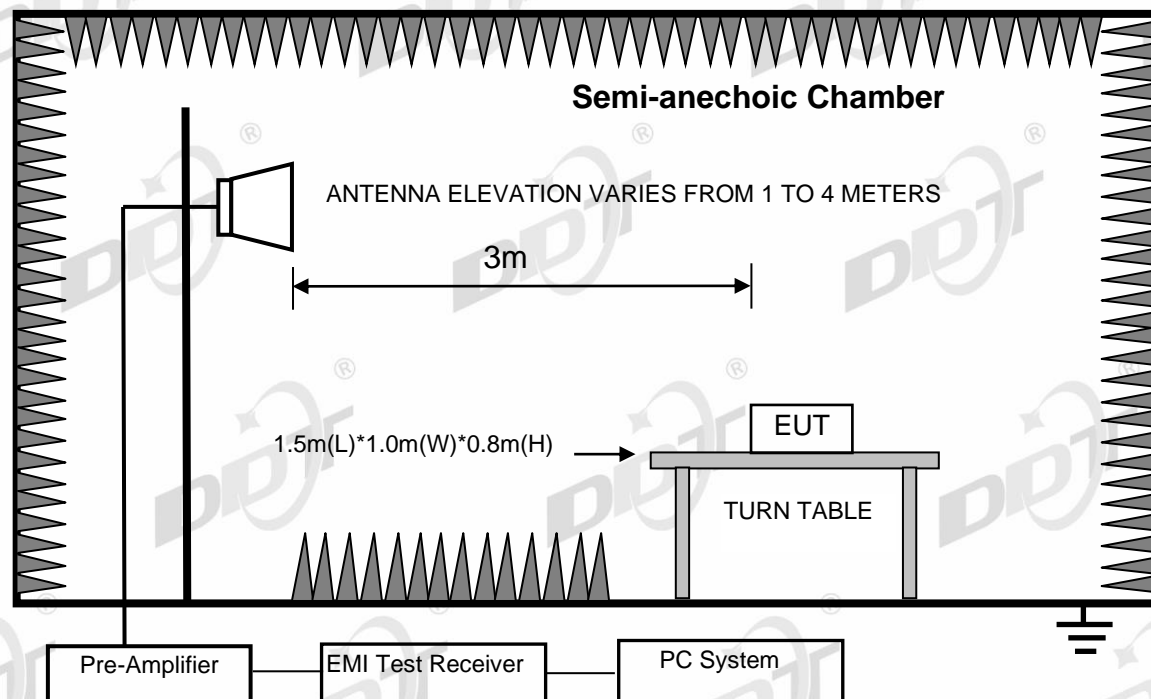 Semi-anechoic Chamber
ANTENNA ELEVATION VARIES FROM 1 TO 4 METERS
3m
1.5m(L)*1.0m(W)*0.8m(H)
EUT
TURN TABLE
Pre-Amplifier
EMI Test Receiver
PC System
DDT®